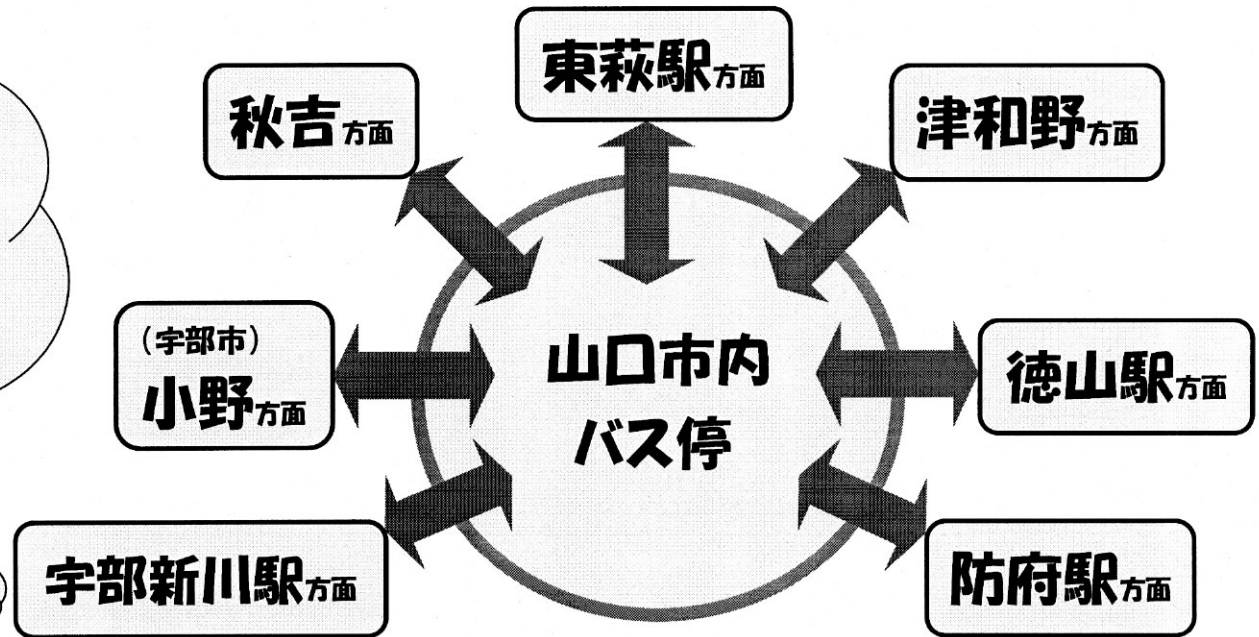 東萩駅方面
秋吉方面
津和野方面
(宇部市)
小野方面
山口市内
バス停
徳山駅方面
宇部新川駅方面
防府駅方面